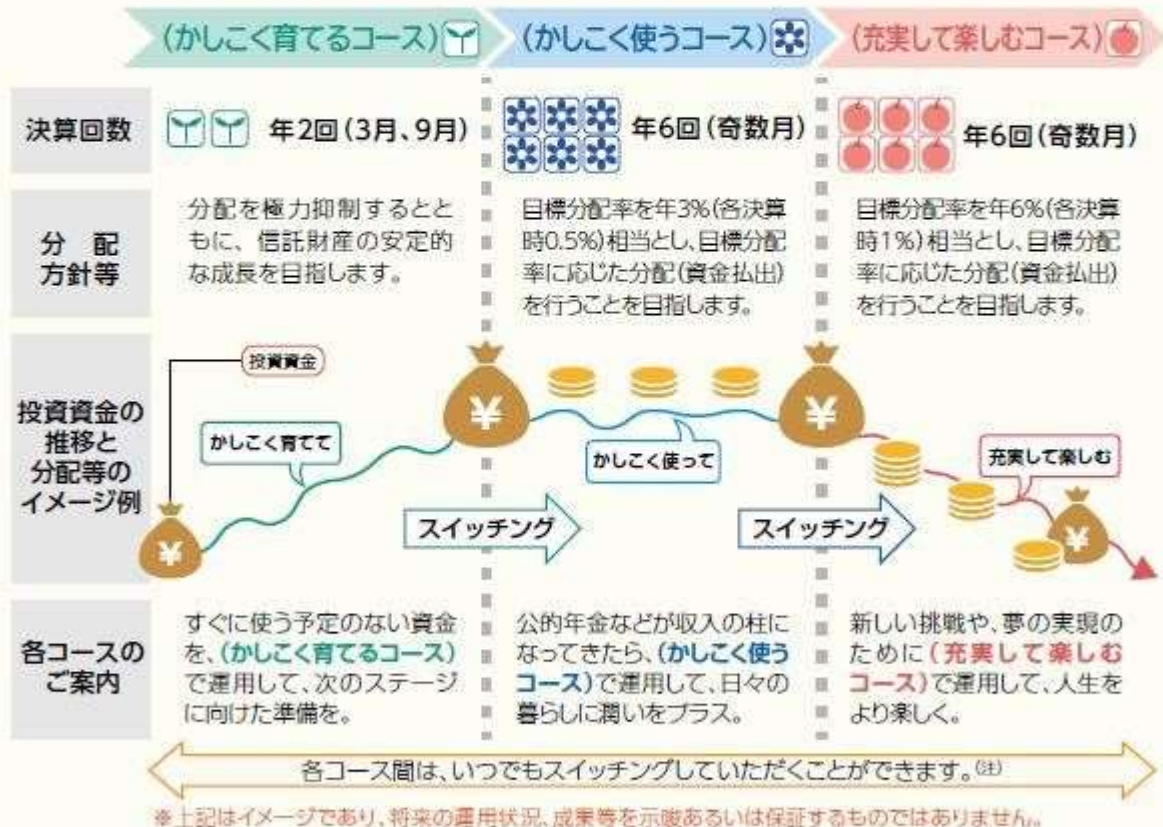 (かしこく育てるコース)
(かしこく使うコース)
(充実して楽しむコース)
決算回数
年2回(3月、9月)
年6回(奇数月)
年6回(奇数月)
分 配
方針等
分配を極力抑制するとと
もに、信託財産の安定的
な成長を目指します。
目標分配率を年3%(各決算
時0.5%)相当とし、目標分配
率に応じた分配(資金払出)
を行うことを目指します。
目標分配率を年6%(各決算
時1%)相当とし、目標分配
率に応じた分配(資金払出)
を行うことを目指します。
投資資金の
推移と
分配等の
イメージ例
投資資金
¥
かしこく育てて
¥
かしこく使って
¥
充実して楽しむ
¥
スイッチング
スイッチング
各コースの
ご案内
すぐに使う予定のない資金
を、(かしこく育てるコース)
で運用して、次のステージ
に向けた準備を。
公的年金などが収入の柱に
なってきたら、(かしこく使う
コース)で運用して、日々の
暮らしに潤いをプラス。
新しい挑戦や、夢の実現の
ために(充実して楽しむ
コース)で運用して、人生を
より楽しく。
各コース間は、いつでもスイッチングしていただくことができます。(注)
※上記はイメージであり、将来の運用状況、成果等を示唆あるいは保証するものではありません。